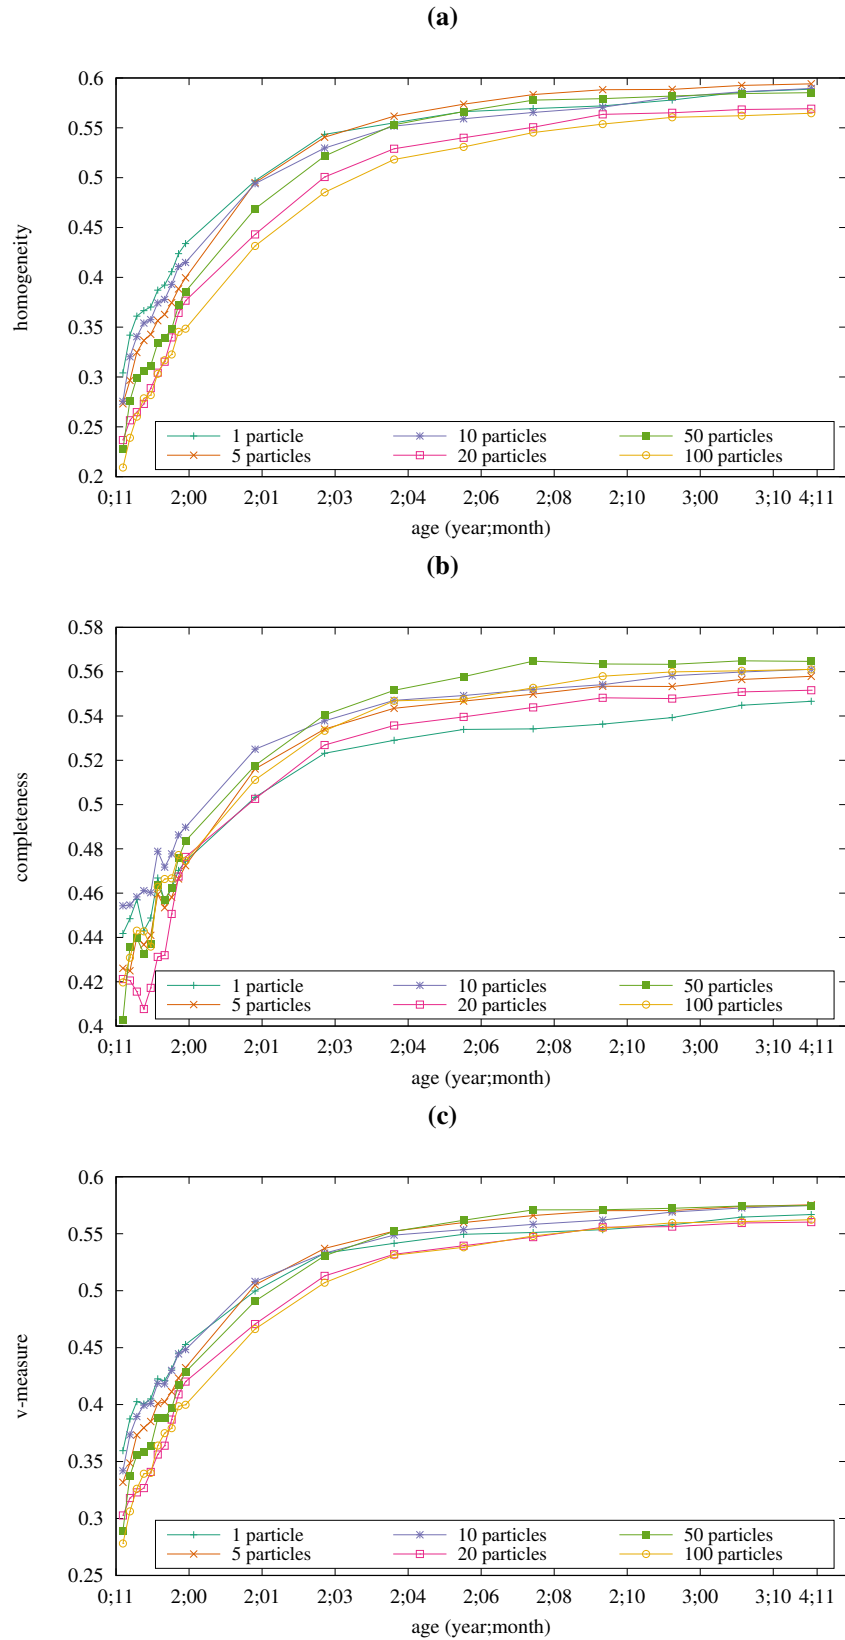 (a)
0.6
0.55
0.5
0.45
0.4
0.35
0.3
0.25
0.2
homogeneity
1 particle 10 particles 50 particles
5 particles 20 particles 100 particles
0;11 2;00 2;01 2;03 2;04 2;06 2;08 2;10 3;00 3;10 4;11
age (year;month)
(b)
0.58
0.56
0.54
0.52
0.5
0.48
0.46
0.44
0.42
0.4
completeness
1 particle 10 particles 50 particles
5 particles 20 particles 100 particles
0;11 2;00 2;01 2;03 2;04 2;06 2;08 2;10 3;00 3;10 4;11
age (year;month)
(c)
0.6
0.55
0.5
0.45
0.4
0.35
0.3
0.25
v-measure
1 particle 10 particles 50 particles
5 particles 20 particles 100 particles
0;11 2;00 2;01 2;03 2;04 2;06 2;08 2;10 3;00 3;10 4;11
age (year;month)